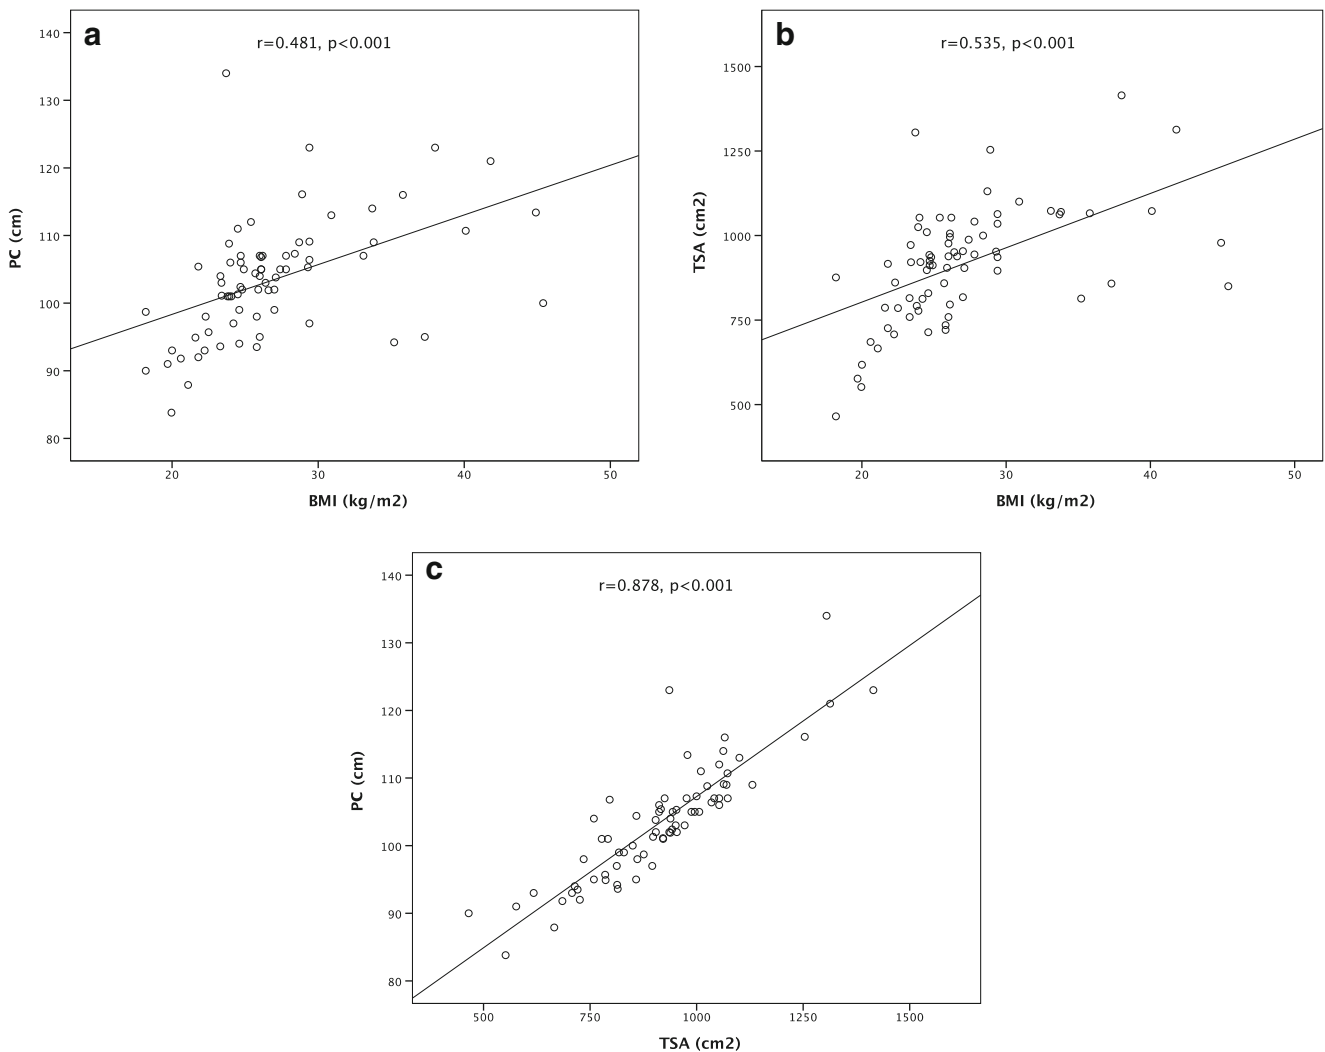 a
r=0.481, p<0.001
140
130
120
110
100
90
80
PC (cm)
20 30 40 50
BMI (kg/m2)
b
r=0.535, p<0.001
1500
1250
1000
750
500
TSA (cm2)
20 30 40 50
BMI (kg/m2)
c
r=0.878, p<0.001
140
130
120
110
100
90
80
PC (cm)
500 750 1000 1250 1500
TSA (cm2)